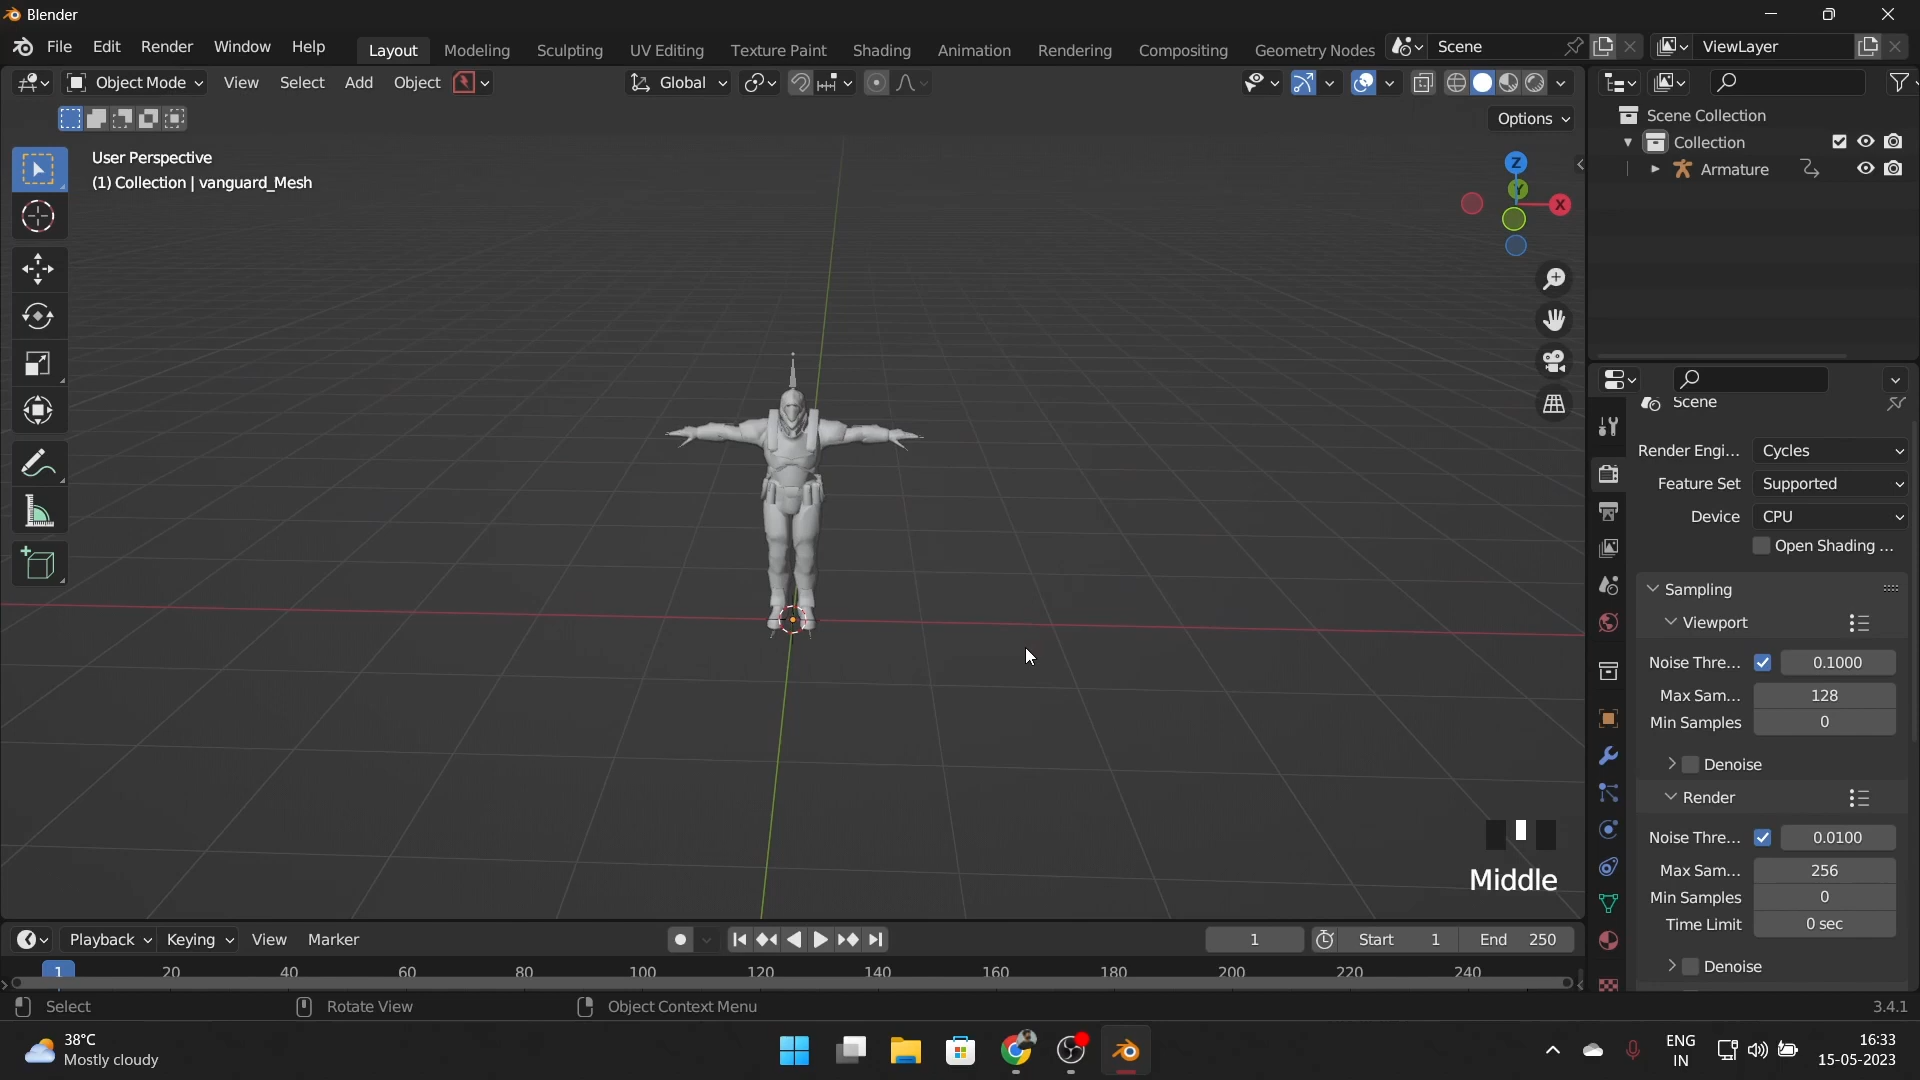 Blender
File Edit Render Window Help Layout Modeling Sculpting UV Editing Texture Paint Shading Animation Rendering Compositing Geometry Nodes Scene ViewLayer
Object Mode View Select Add Object Global
Options
User Perspective
(1) Collection | vanguard_Mesh
Z
Y
X
Scene Collection
Collection
Armature
Scene
Render Engi... Cycles
Feature Set Supported
Device CPU
Open Shading ...
Sampling
Viewport
Noise Thre... 0.1000
Max Sam... 128
Min Samples 0
Denoise
Render
Noise Thre... 0.0100
Max Sam... 256
Min Samples 0
Time Limit 0 sec
Denoise
Middle
Playback Keying View Marker 1 Start 1 End 250
1 20 40 60 80 100 120 140 160 180 200 220 240
Select Rotate View Object Context Menu 3.4.1
38°C
Mostly cloudy
ENG
IN
16:33
15-05-2023